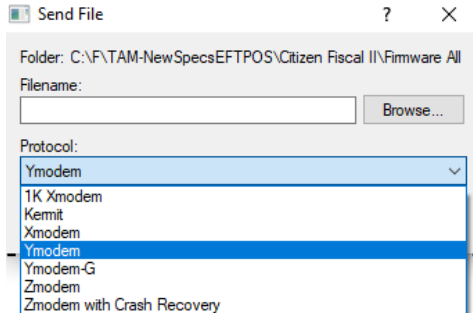 Send File
Folder: C:\F\TAM-NewSpecsEFTPOS\Citizen Fiscal II\Firmware All
Filename:
Browse...
Protocol:
Ymodem
1K Xmodem
Kermit
Xmodem
Ymodem
Ymodem-G
Zmodem
Zmodem with Crash Recovery